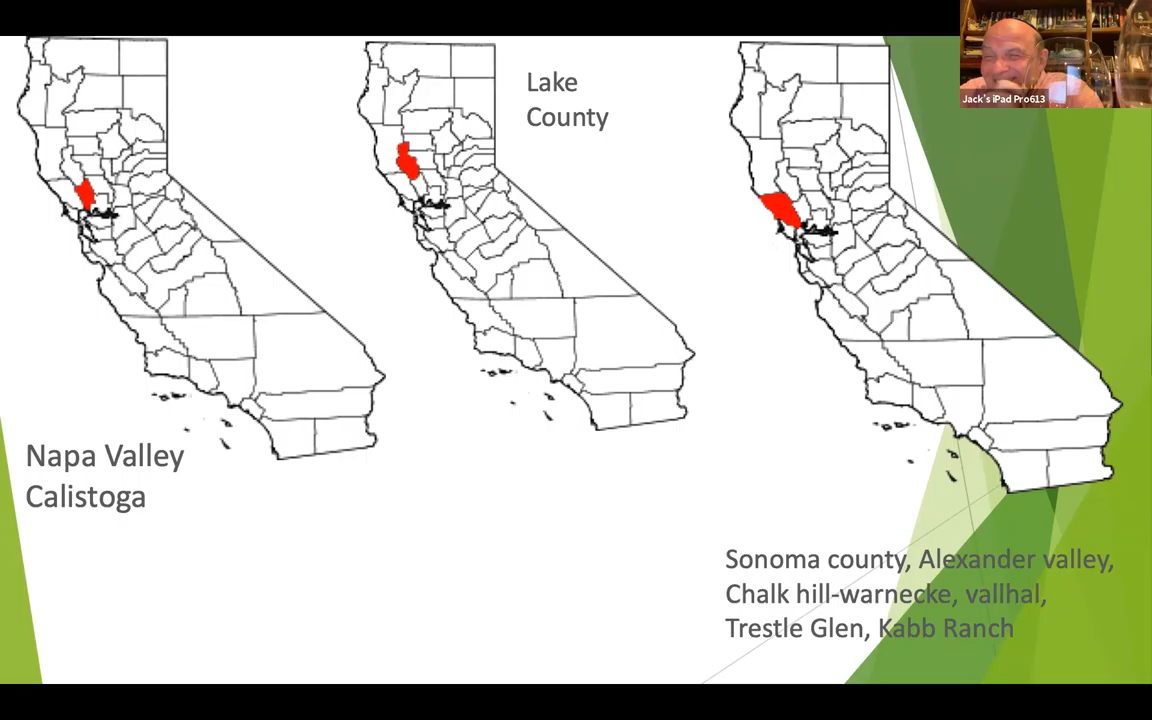 Lake
County
Jack's iPad Pro613
Napa Valley
Calistoga
Sonoma county, Alexander valley,
Chalk hill-warnecke, vallhal,
Trestle Glen, Kabb Ranch